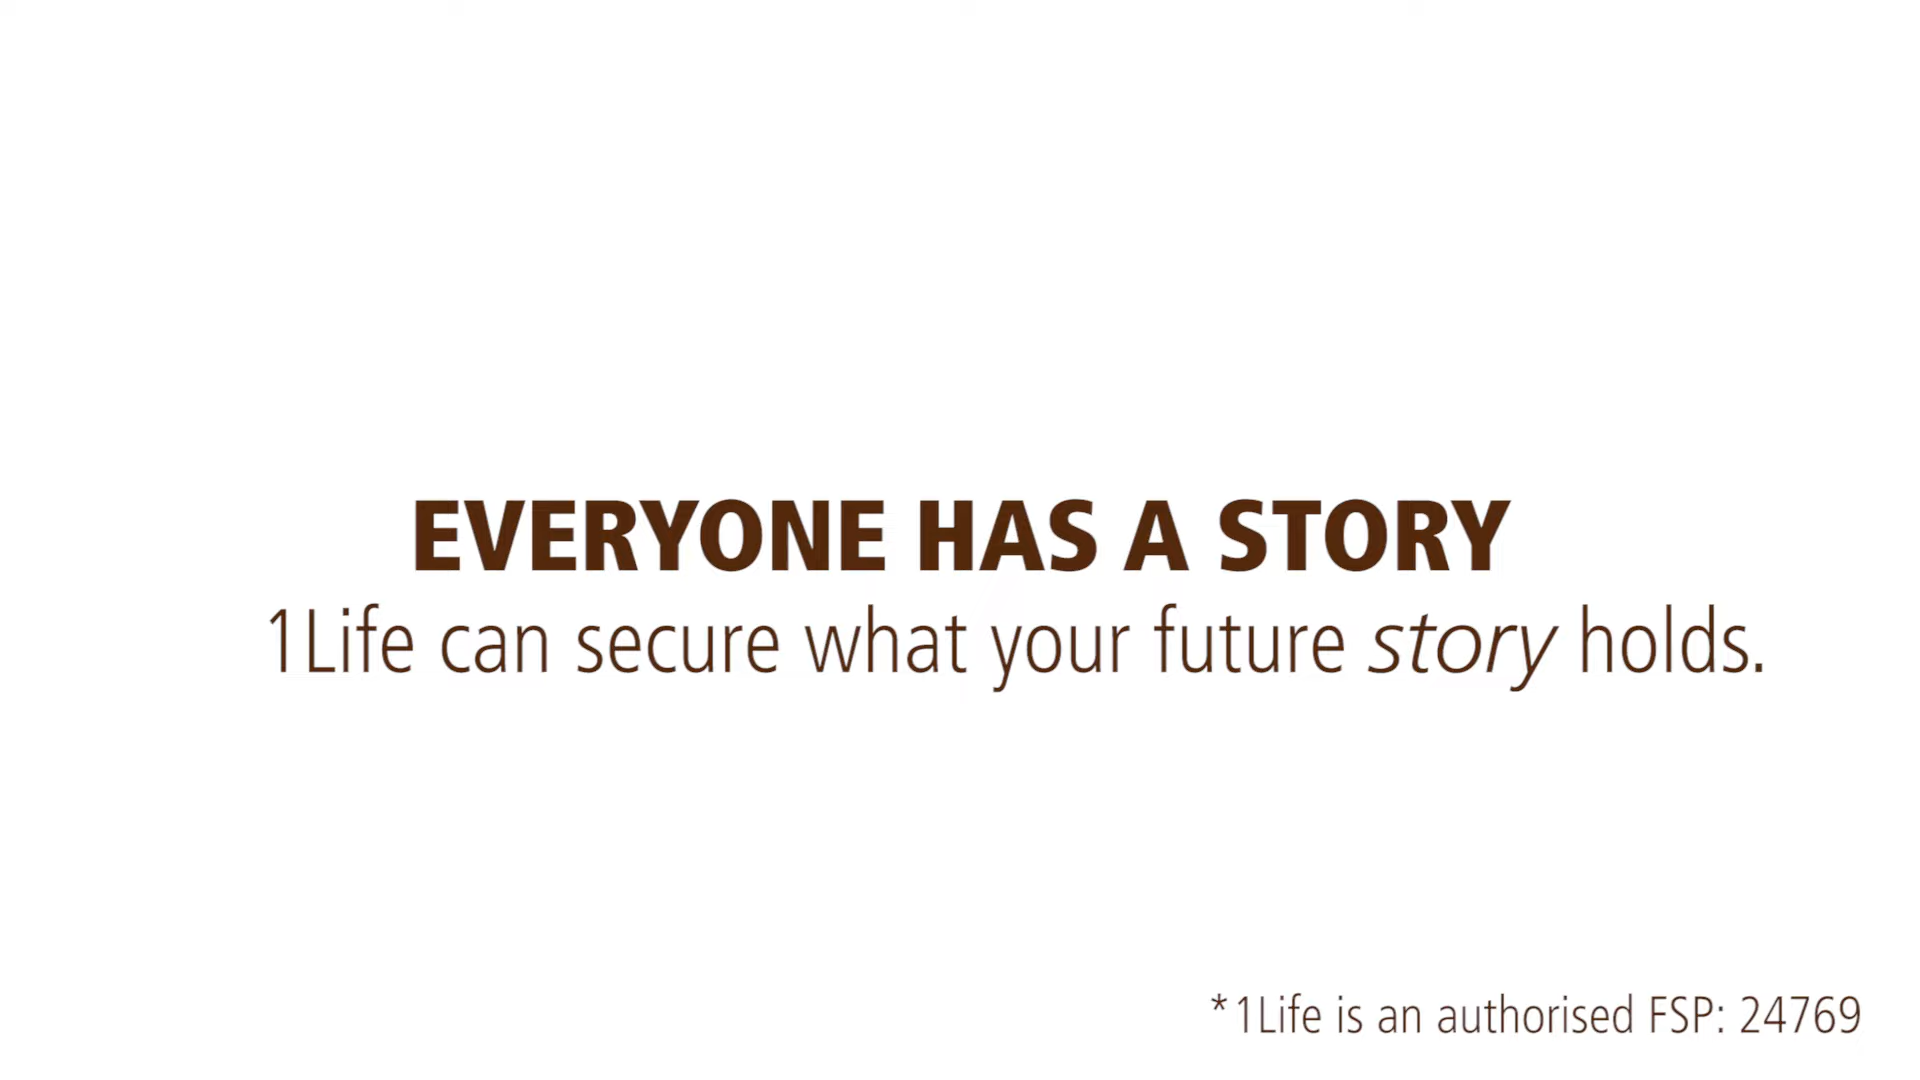 EVERYONE HAS A STORY
1Life can secure what your future story holds.
*1Life is an authorised FSP: 24769